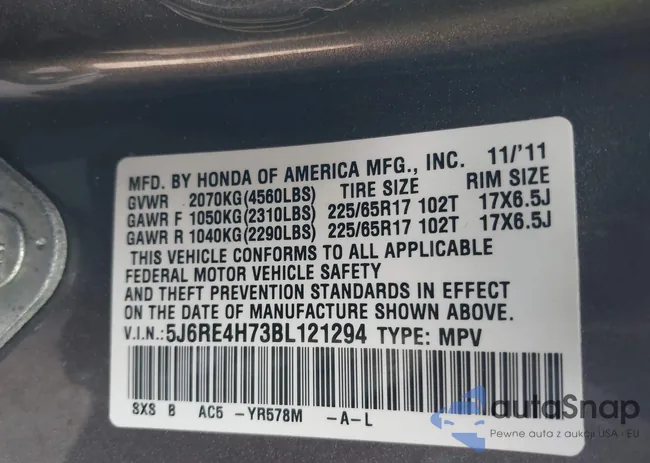 MFD. BY HONDA OF AMERICA MFG., INC. 11/'11
GVWR 2070KG(4560LBS) TIRE SIZE RIM SIZE
GAWR F 1050KG(2310LBS) 225/65R17 102T 17X6.5J
GAWR R 1040KG(2290LBS) 225/65R17 102T 17X6.5J
THIS VEHICLE CONFORMS TO ALL APPLICABLE
FEDERAL MOTOR VEHICLE SAFETY
AND THEFT PREVENTION STANDARDS IN EFFECT
ON THE DATE OF MANUFACTURE SHOWN ABOVE.
V.I.N.:5J6RE4H73BL121294 TYPE: MPV
SXS B AC5 -YR578M -A-L
autaSnap
Pewne auta z aukcji USA - EU